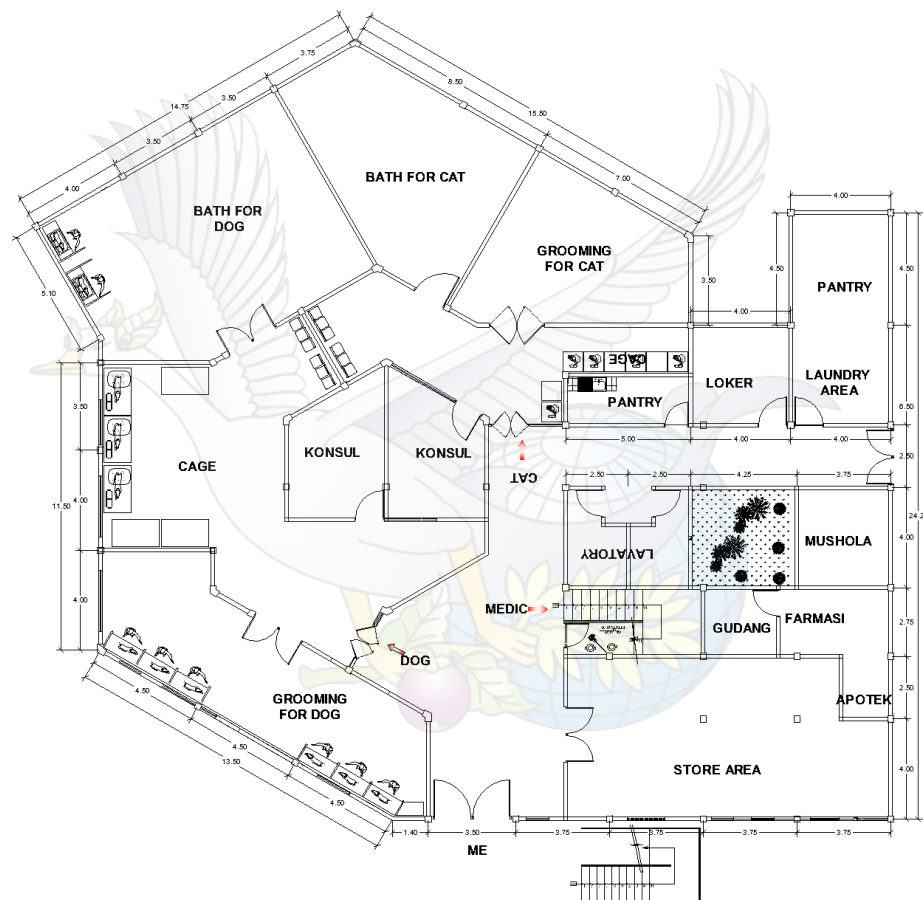 3.75
8.50
3.50
14.75
15.50
3.50
4.00
7.00
BATH FOR CAT
BATH FOR
DOG
GROOMING
FOR CAT
4.00
4.50
4.50
3.50
5.10
PANTRY
4.00
CAGE
LOKER
LAUNDRY
AREA
PANTRY
3.50
6.50
KONSUL
KONSUL
CAGE
5.00
4.00
4.00
CAT
2.50
2.50
2.50
4.25
3.75
11.50
4.00
24.2
4.00
LAVATORY
MUSHOLA
4.00
MEDIC
GUDANG
FARMASI
2.75
DOG
GROOMING
FOR DOG
4.50
2.50
APOTEK
4.50
13.50
STORE AREA
4.00
4.50
1.40
3.50
3.75
3.75
3.75
3.75
ME